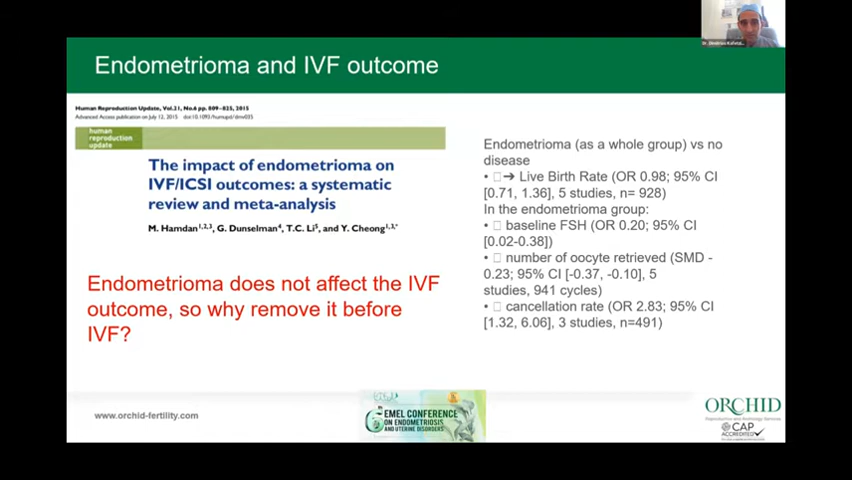 Endometrioma and IVF outcome
Human Reproduction Update, Vol.21, No.6 pp. 809–825, 2015
Advanced Access publication on July 12, 2015 doi:10.1093/humupd/dmv035
human
reproduction
update
The impact of endometrioma on
IVF/ICSI outcomes: a systematic
review and meta-analysis
M. Hamdan1,2,3, G. Dunselman4, T.C. Li5, and Y. Cheong1,3,*
Endometrioma does not affect the IVF
outcome, so why remove it before
IVF?
Endometrioma (as a whole group) vs no
disease
• ➔ Live Birth Rate (OR 0.98; 95% CI
[0.71, 1.36], 5 studies, n= 928)
In the endometrioma group:
• baseline FSH (OR 0.20; 95% CI
[0.02-0.38])
• number of oocyte retrieved (SMD -
0.23; 95% CI [-0.37, -0.10], 5
studies, 941 cycles)
• cancellation rate (OR 2.83; 95% CI
[1.32, 6.06], 3 studies, n=491)
www.orchid-fertility.com
EMEL CONFERENCE
ON ENDOMETRIOSIS
AND UTERINE DISORDERS
ORCHID
CAP
ACCREDITED